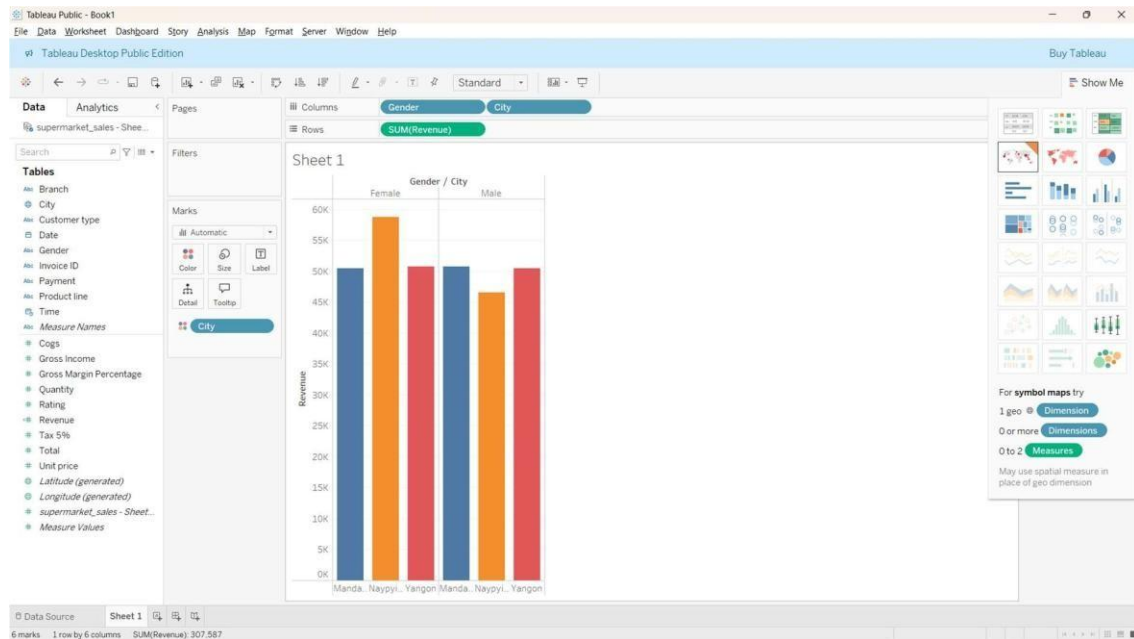 Tableau Public - Book1
File Data Worksheet Dashboard Story Analysis Map Format Server Window Help
Tableau Desktop Public Edition
Buy Tableau
Standard
Show Me
Data
Analytics
Pages
Columns
Gender
City
Rows
SUM(Revenue)
supermarket_sales - Shee...
Search
Tables
Abc Branch
City
Abc Customer type
Date
Abc Gender
Abc Invoice ID
Abc Payment
Abc Product line
Time
Abc Measure Names
# Cogs
# Gross Income
# Gross Margin Percentage
# Quantity
# Rating
=# Revenue
# Tax 5%
# Total
# Unit price
Latitude (generated)
Longitude (generated)
# supermarket_sales - Sheet...
# Measure Values
Filters
Marks
Automatic
Color
Size
Label
Detail
Tooltip
City
Sheet 1
Gender / City
Female
Male
Revenue
60K
55K
50K
45K
40K
35K
30K
25K
20K
15K
10K
5K
0K
Manda.. Naypyi.. Yangon Manda.. Naypyi.. Yangon
For symbol maps try
1 geo Dimension
0 or more Dimensions
0 to 2 Measures
May use spatial measure in
place of geo dimension
Data Source
Sheet 1
6 marks 1 row by 6 columns SUM(Revenue): 307,587